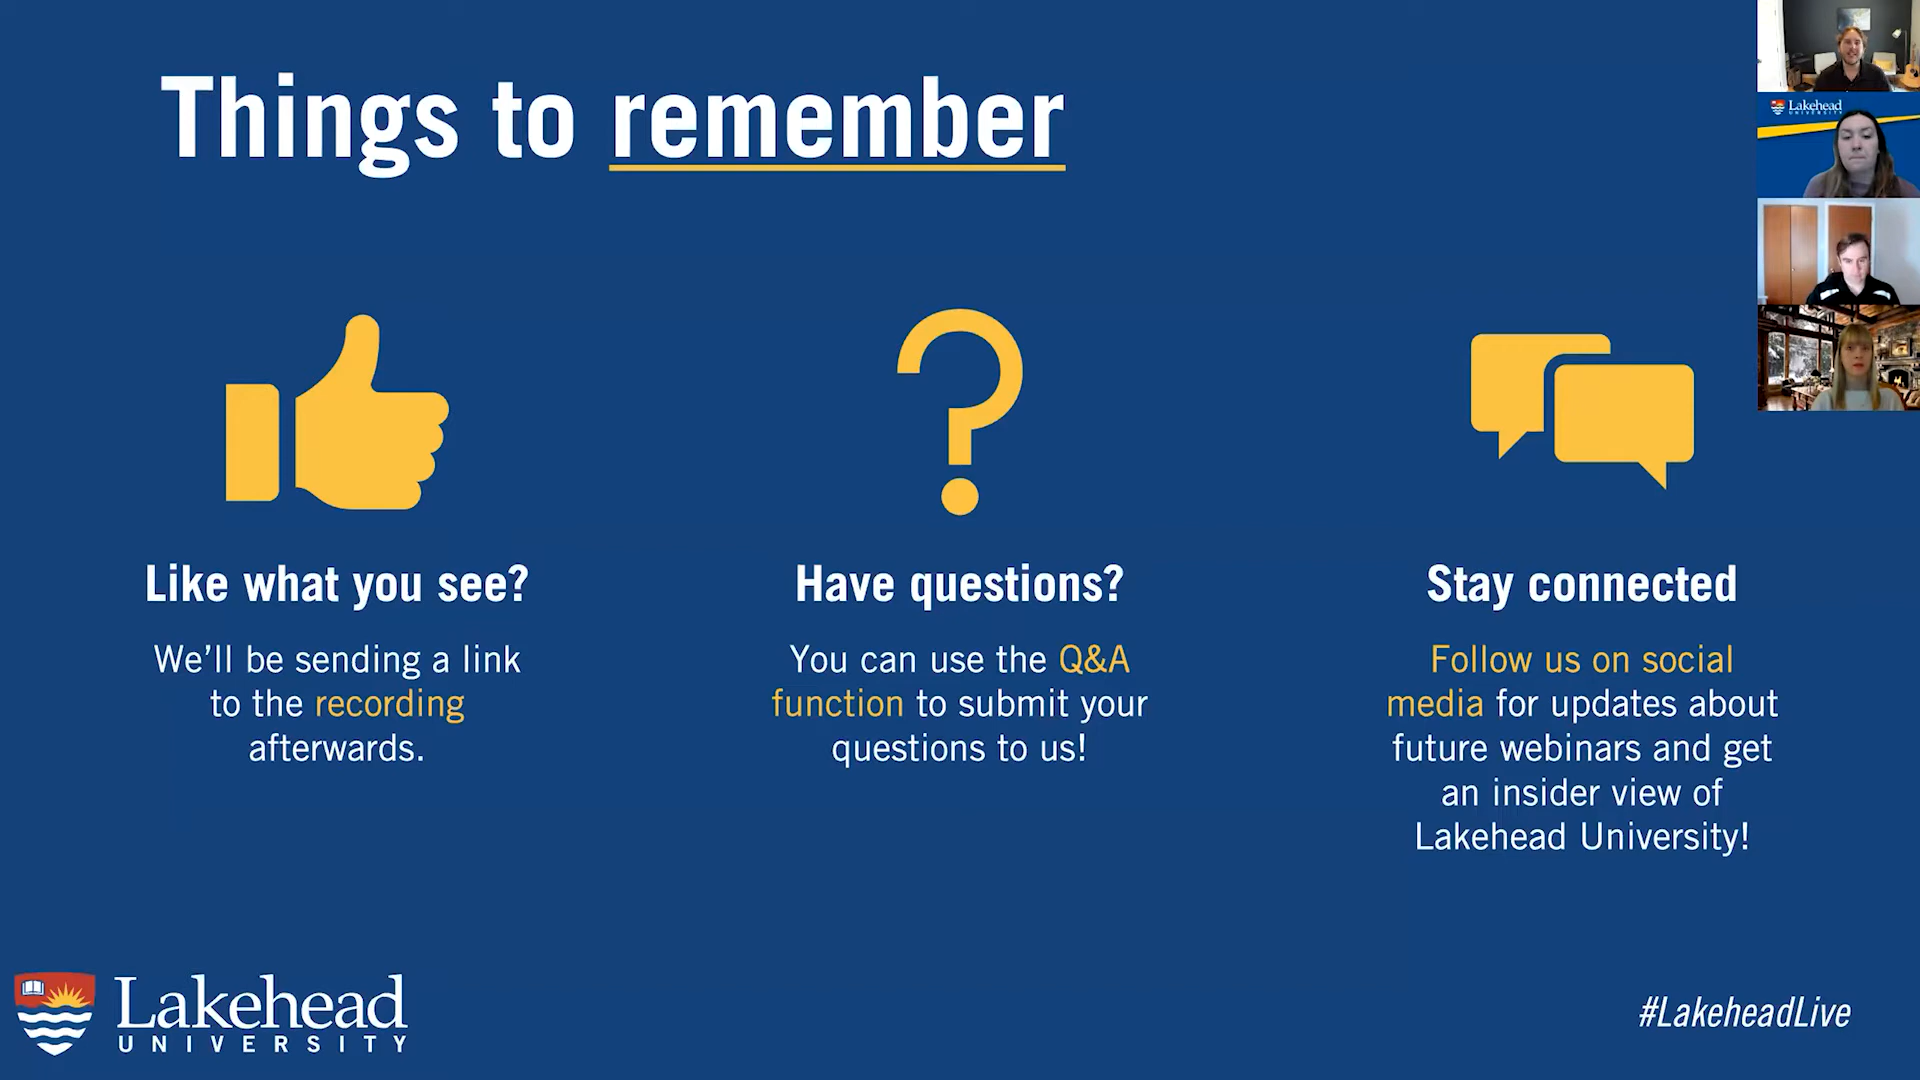 Things to remember
Like what you see?
We'll be sending a link
to the recording
afterwards.
Have questions?
You can use the Q&A
function to submit your
questions to us!
Stay connected
Follow us on social
media for updates about
future webinars and get
an insider view of
Lakehead University!
Lakehead
UNIVERSITY
#LakeheadLive
Lakehead
UNIVERSITY